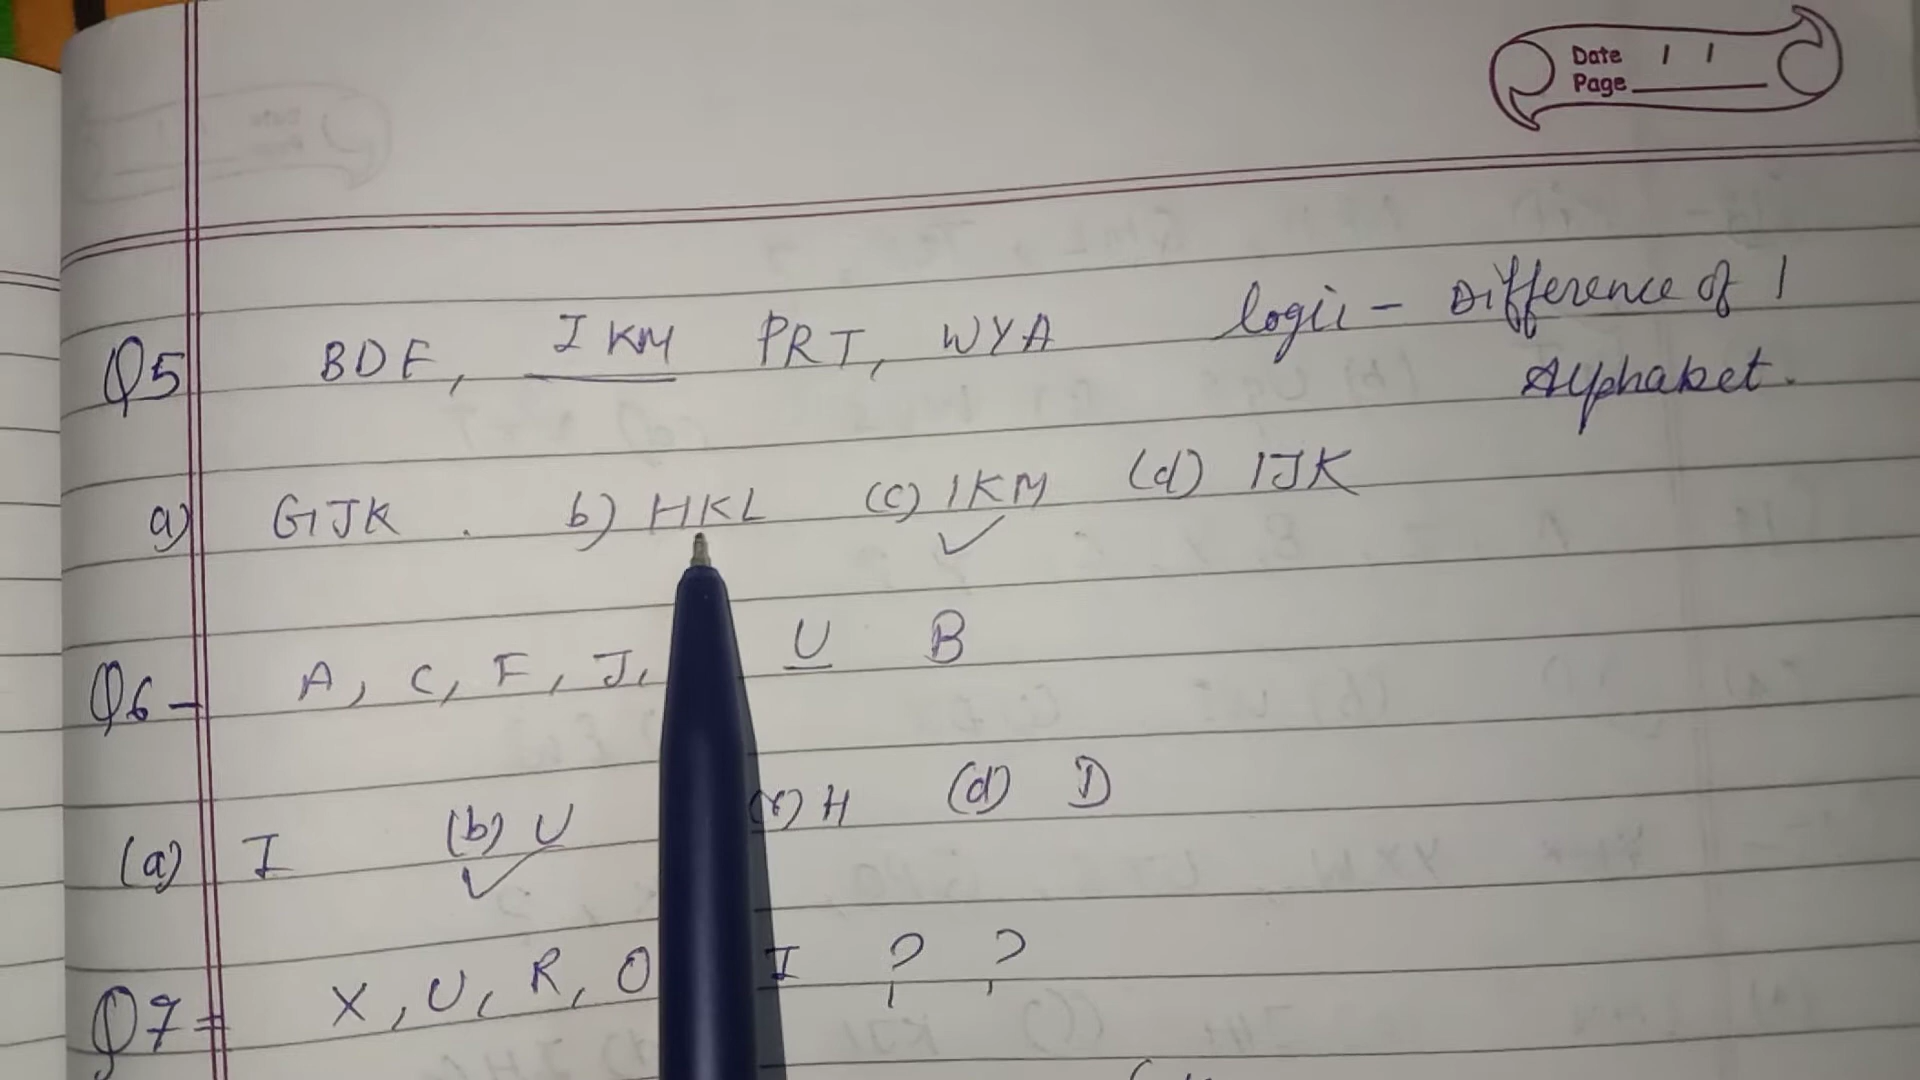 Date / /
Page
Q5 BDF, IKM PRT, WYA logic - Difference of 1
Alphabet.
a) GJK . b) HKL (c) IKM (d) IJK
Q6- A, C, F, J, U B
(a) I (b) U (c) H (d) D
Q7= X, U, R, O I ? ?